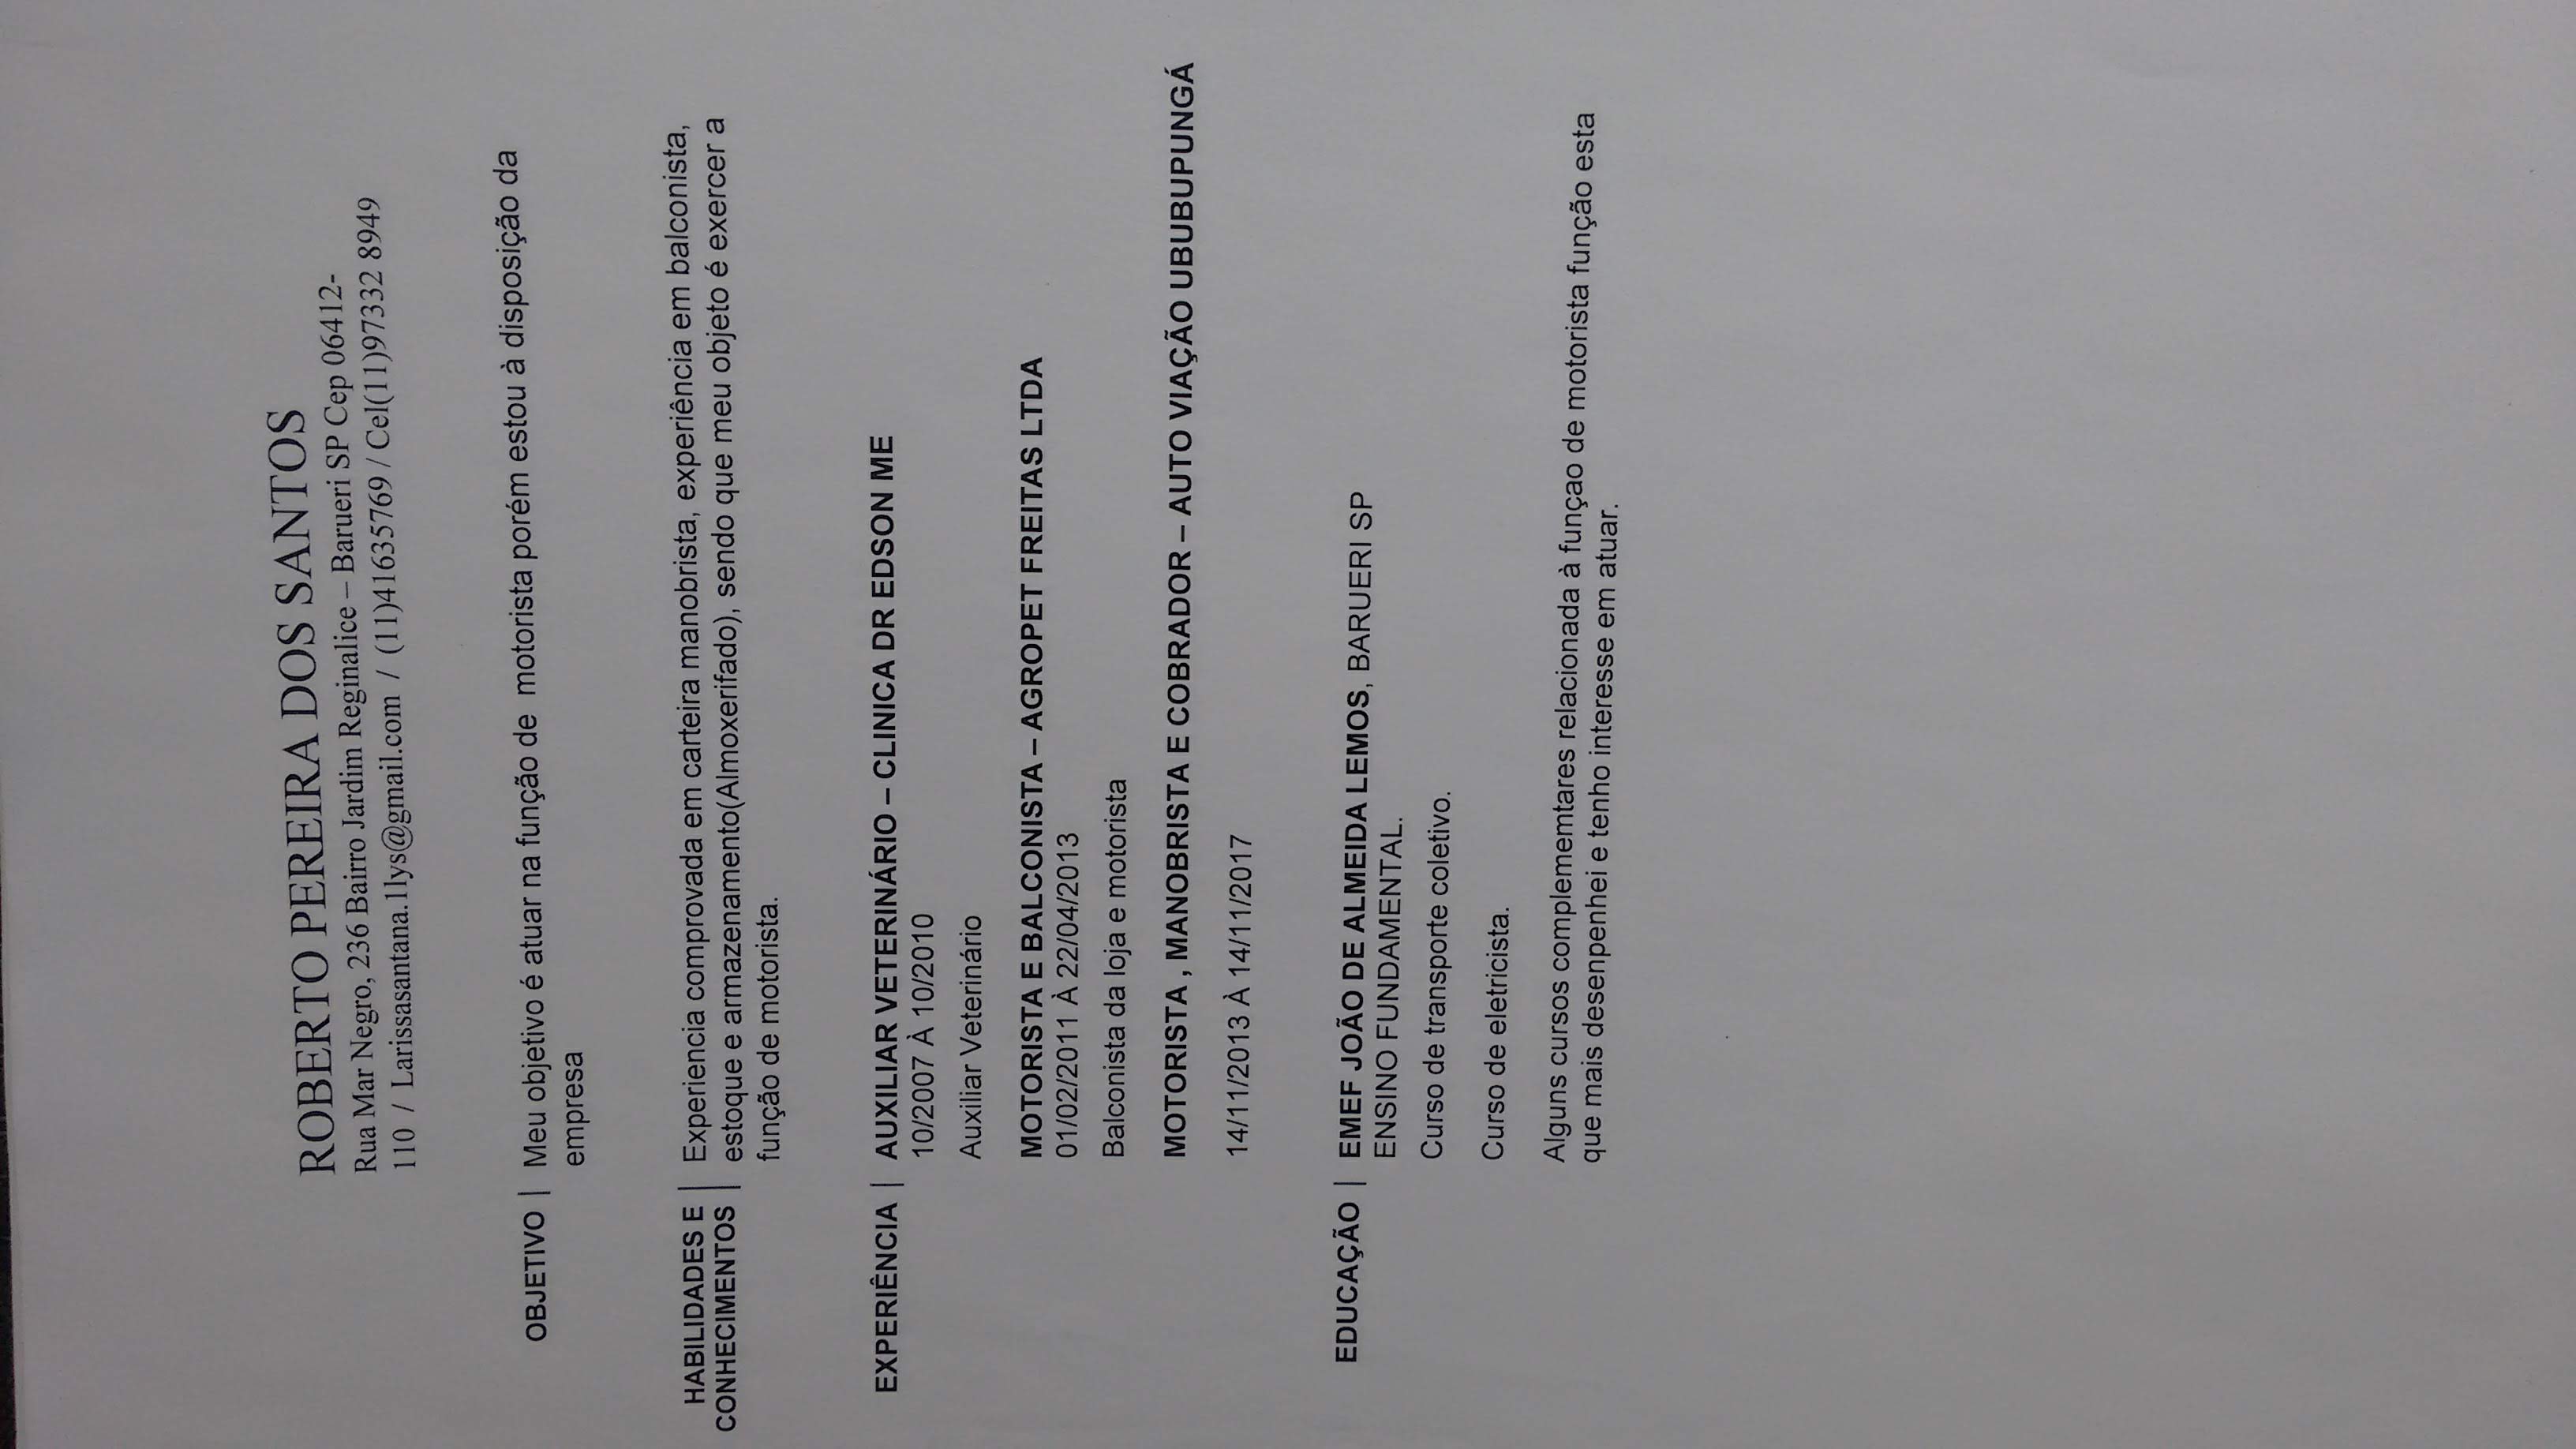 ROBERTO PEREIRA DOS SANTOS
Rua Mar Negro, 236 Bairro Jardim Reginalice – Barueri SP Cep 06412-
110 / Larissasantana.1lys@gmail.com / (11)41635769 / Cel(11)97332 8949
OBJETIVO | Meu objetivo é atuar na função de motorista porém estou à disposição da
empresa
HABILIDADES E | Experiencia comprovada em carteira manobrista, experiência em balconista,
CONHECIMENTOS | estoque e armazenamento(Almoxerifado), sendo que meu objeto é exercer a
função de motorista.
EXPERIÊNCIA | AUXILIAR VETERINÁRIO – CLINICA DR EDSON ME
10/2007 À 10/2010
Auxiliar Veterinário
MOTORISTA E BALCONISTA – AGROPET FREITAS LTDA
01/02/2011 À 22/04/2013
Balconista da loja e motorista
MOTORISTA , MANOBRISTA E COBRADOR – AUTO VIAÇÃO UBUBUPUNGÁ
14/11/2013 À 14/11/2017
EDUCAÇÃO | EMEF JOÃO DE ALMEIDA LEMOS, BARUERI SP
ENSINO FUNDAMENTAL.
Curso de transporte coletivo.
Curso de eletricista.
Alguns cursos complememtares relacionada à funçao de motorista função esta
que mais desenpenhei e tenho interesse em atuar.